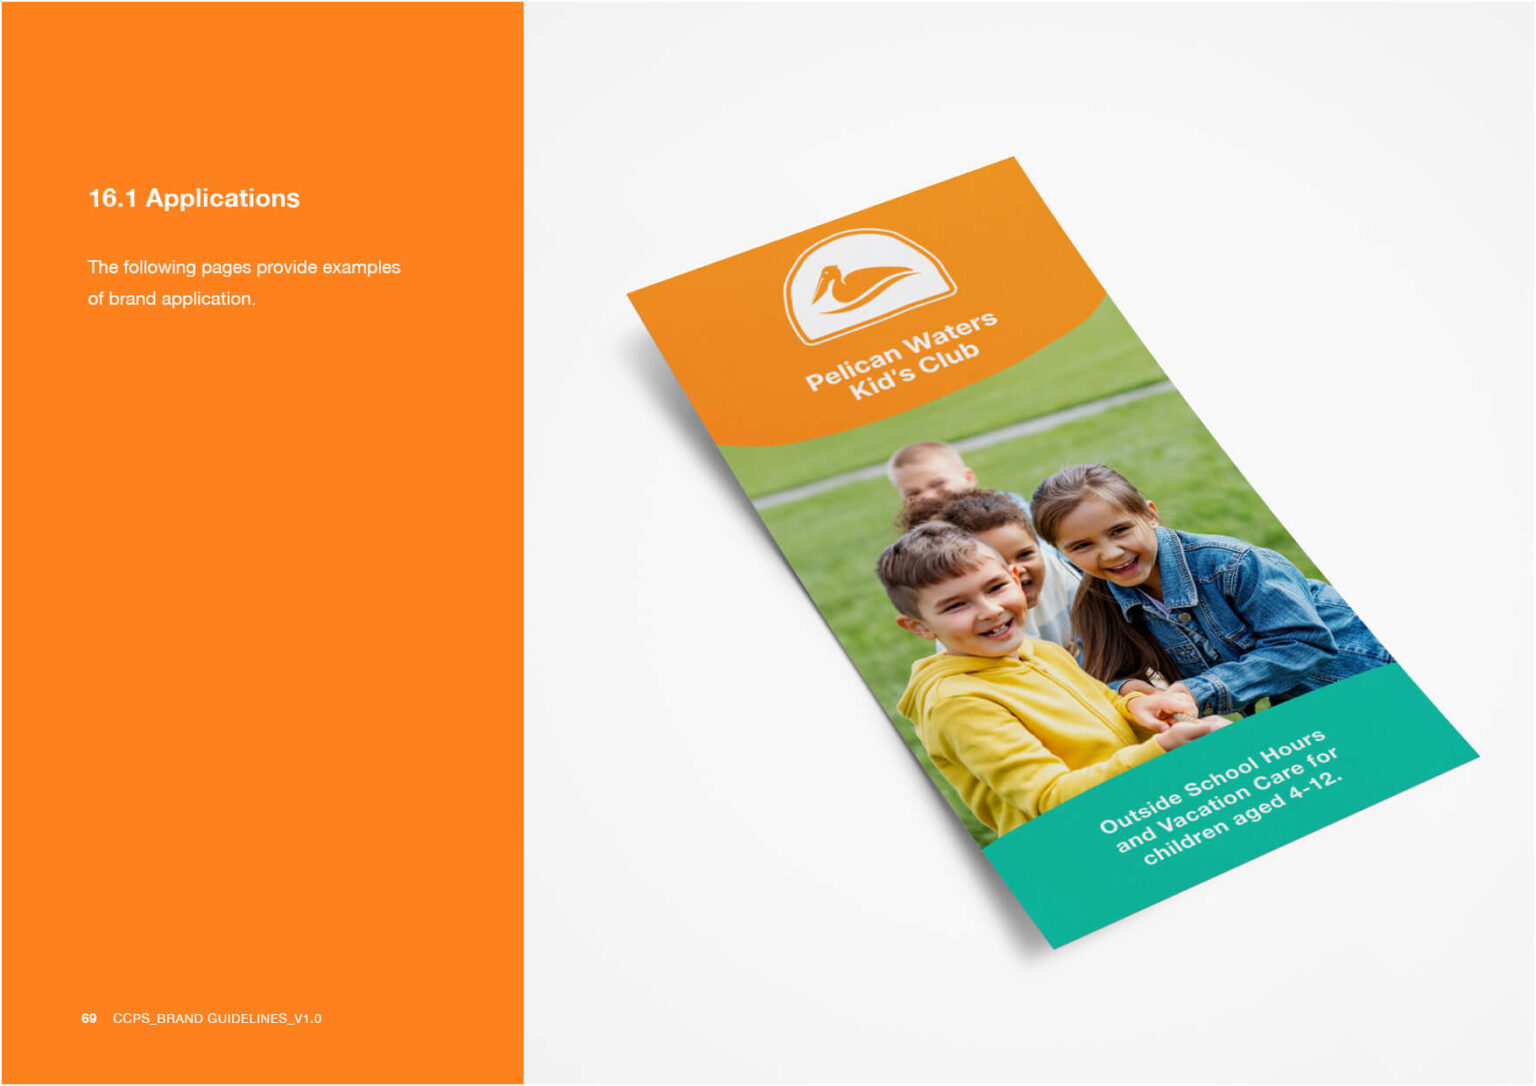 16.1 Applications
The following pages provide examples
of brand application.
Pelican Waters
Kid's Club
Outside School Hours
and Vacation Care for
children aged 4-12.
69 CCPS_BRAND GUIDELINES_V1.0